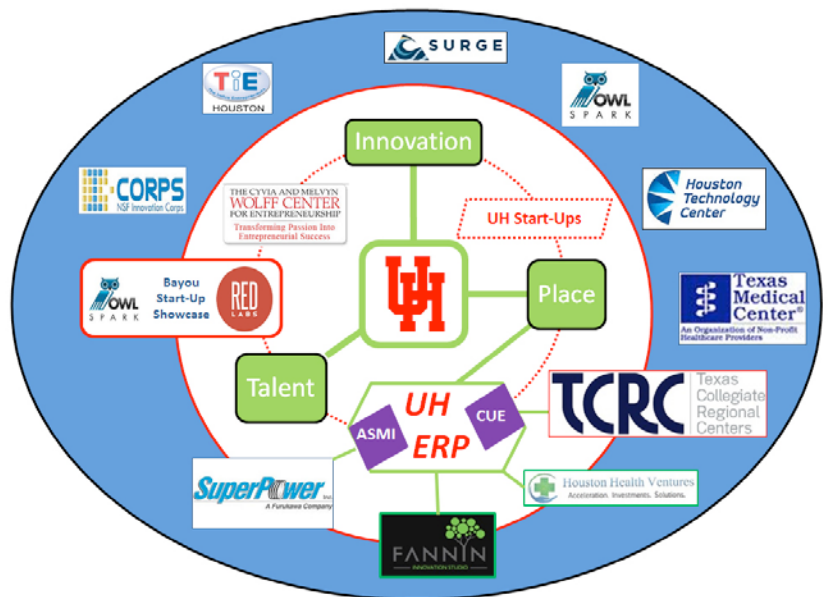 SURGE
TiE
HOUSTON
OWL
SPARK
Innovation
I-CORPS
NSF Innovation Corps
THE CYVIA AND MELVYN
WOLFF CENTER
FOR ENTREPRENEURSHIP
Transforming Passion Into
Entrepreneurial Success
UH Start-Ups
Houston
Technology
Center
OWL
SPARK
Bayou
Start-Up
Showcase
RED
LABS
UH
Place
Texas
Medical
Center®
An Organization of Non-Profit
Healthcare Providers
Talent
UH
ERP
ASMI
CUE
TCRC
Texas
Collegiate
Regional
Centers
SuperPower
Inc.
A Furukawa Company
Houston Health Ventures
Acceleration. Investments. Solutions.
FANNIN
INNOVATION STUDIO